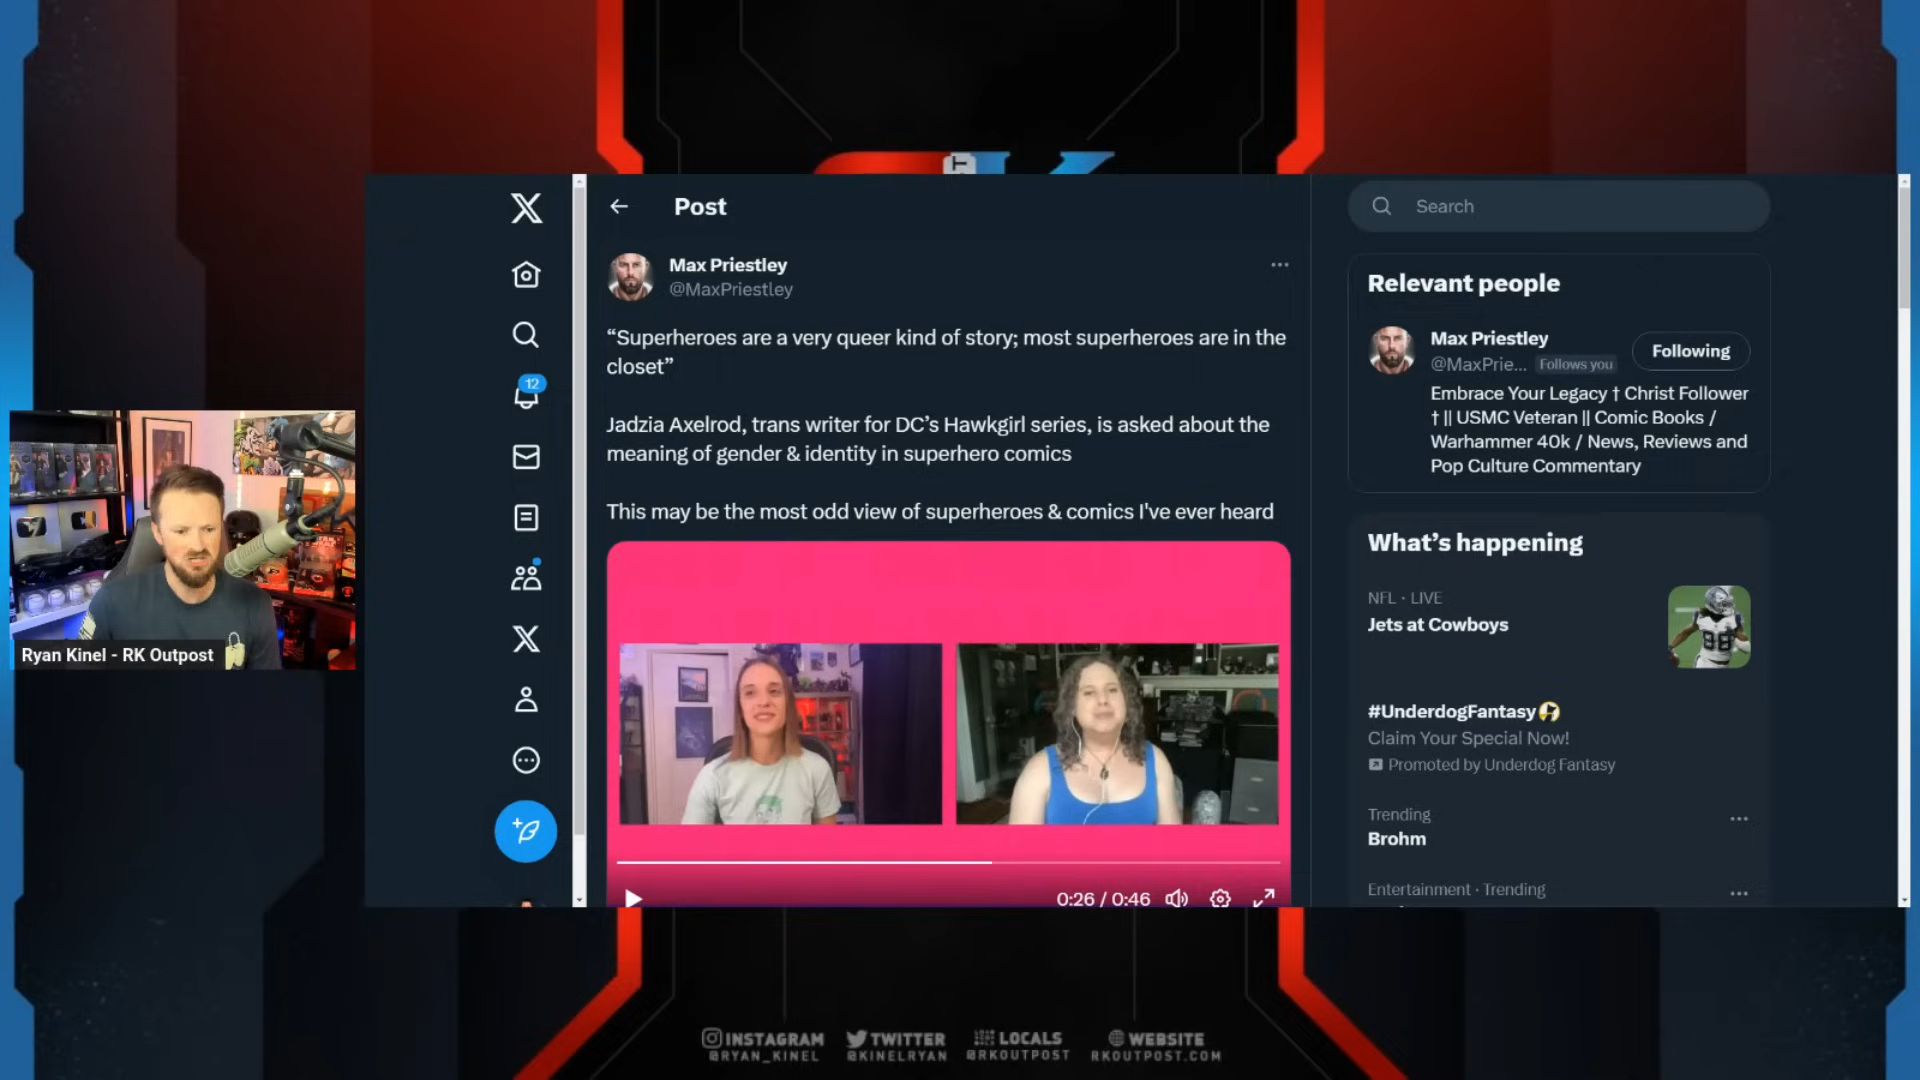 Post
Search
Max Priestley
@MaxPriestley
“Superheroes are a very queer kind of story; most superheroes are in the
closet”
Jadzia Axelrod, trans writer for DC’s Hawkgirl series, is asked about the
meaning of gender & identity in superhero comics
This may be the most odd view of superheroes & comics I've ever heard
0:26 / 0:46
12
Relevant people
Max Priestley
Following
@MaxPrie... Follows you
Embrace Your Legacy † Christ Follower
† || USMC Veteran || Comic Books /
Warhammer 40k / News, Reviews and
Pop Culture Commentary
What’s happening
NFL · LIVE
Jets at Cowboys
#UnderdogFantasy
Claim Your Special Now!
Promoted by Underdog Fantasy
Trending
Brohm
Entertainment · Trending
Ryan Kinel - RK Outpost
INSTAGRAM
@RYAN_KINEL
TWITTER
@KINELRYAN
LOCALS
@RKOUTPOST
WEBSITE
RKOUTPOST.COM